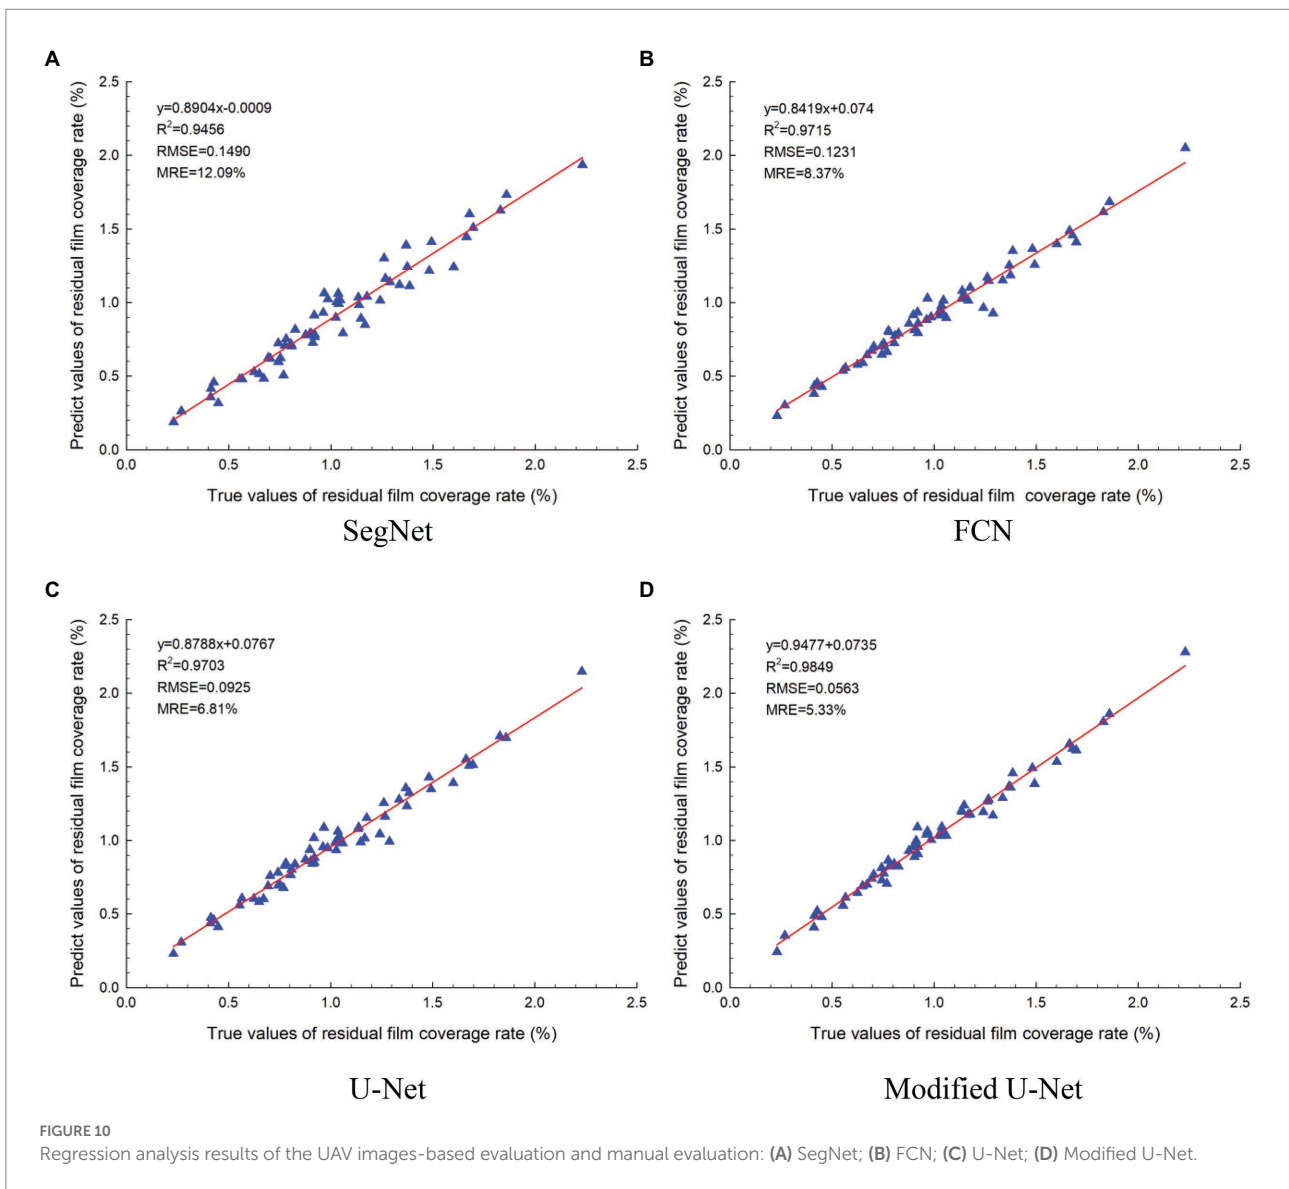 A
Predict values of residual film coverage rate (%)
2.5
2.0
1.5
1.0
0.5
0.0
y=0.8904x-0.0009
R²=0.9456
RMSE=0.1490
MRE=12.09%
0.0 0.5 1.0 1.5 2.0 2.5
True values of residual film coverage rate (%)
SegNet
B
Predict values of residual film coverage rate (%)
2.5
2.0
1.5
1.0
0.5
0.0
y=0.8419x+0.074
R²=0.9715
RMSE=0.1231
MRE=8.37%
0.0 0.5 1.0 1.5 2.0 2.5
True values of residual film coverage rate (%)
FCN
C
Predict values of residual film coverage rate (%)
2.5
2.0
1.5
1.0
0.5
0.0
y=0.8788x+0.0767
R²=0.9703
RMSE=0.0925
MRE=6.81%
0.0 0.5 1.0 1.5 2.0 2.5
True values of residual film coverage rate (%)
U-Net
D
Predict values of residual film coverage rate (%)
2.5
2.0
1.5
1.0
0.5
0.0
y=0.9477+0.0735
R²=0.9849
RMSE=0.0563
MRE=5.33%
0.0 0.5 1.0 1.5 2.0 2.5
True values of residual film coverage rate (%)
Modified U-Net
FIGURE 10
Regression analysis results of the UAV images-based evaluation and manual evaluation: (A) SegNet; (B) FCN; (C) U-Net; (D) Modified U-Net.